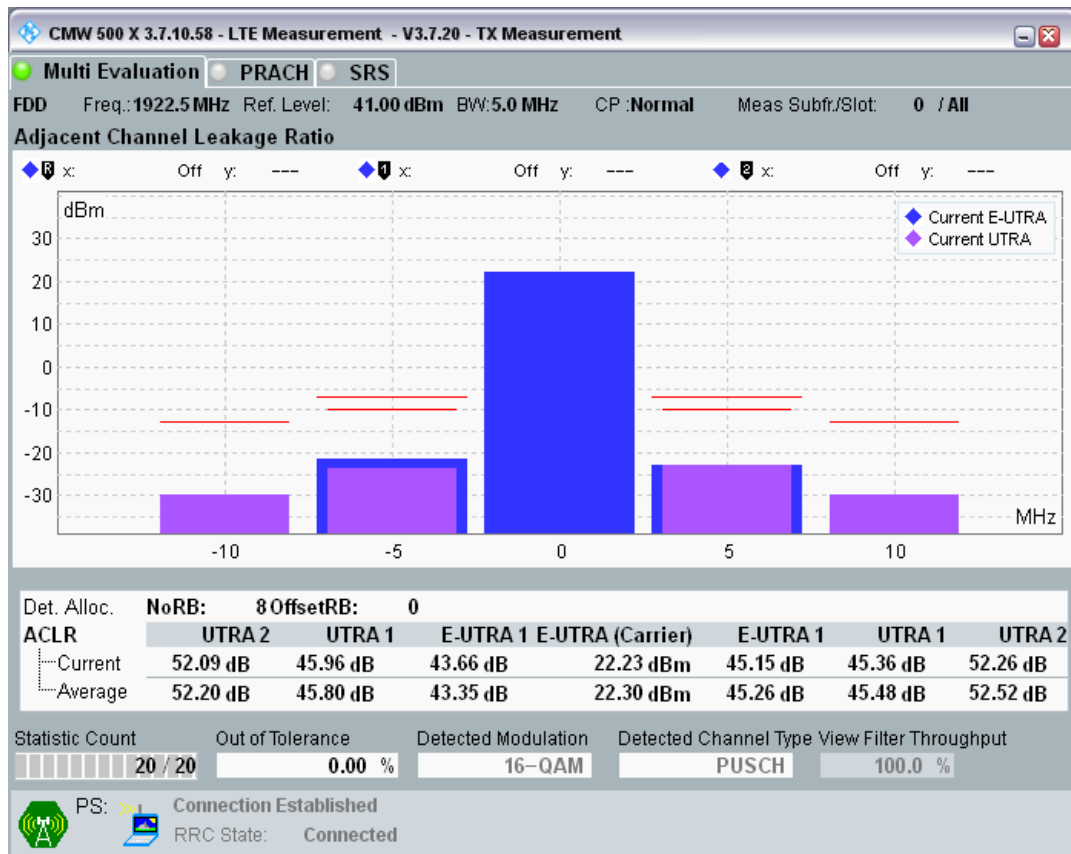 CMW 500 X 3.7.10.58 - LTE Measurement - V3.7.20 - TX Measurement
Multi Evaluation PRACH SRS
FDD Freq.:1922.5 MHz Ref. Level: 41.00 dBm BW:5.0 MHz CP :Normal Meas Subfr./Slot: 0 / All
Adjacent Channel Leakage Ratio
R x: Off y: --- 1 x: Off y: --- 2 x: Off y: ---
dBm
Current E-UTRA
Current UTRA
30
20
10
0
-10
-20
-30
MHz
-10 -5 0 5 10
Det. Alloc. NoRB: 8 OffsetRB: 0
ACLR UTRA 2 UTRA 1 E-UTRA 1 E-UTRA (Carrier) E-UTRA 1 UTRA 1 UTRA 2
Current 52.09 dB 45.96 dB 43.66 dB 22.23 dBm 45.15 dB 45.36 dB 52.26 dB
Average 52.20 dB 45.80 dB 43.35 dB 22.30 dBm 45.26 dB 45.48 dB 52.52 dB
Statistic Count Out of Tolerance Detected Modulation Detected Channel Type View Filter Throughput
20 / 20 0.00 % 16-QAM PUSCH 100.0 %
PS: Connection Established
RRC State: Connected